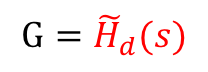 G = H̃_d(s)